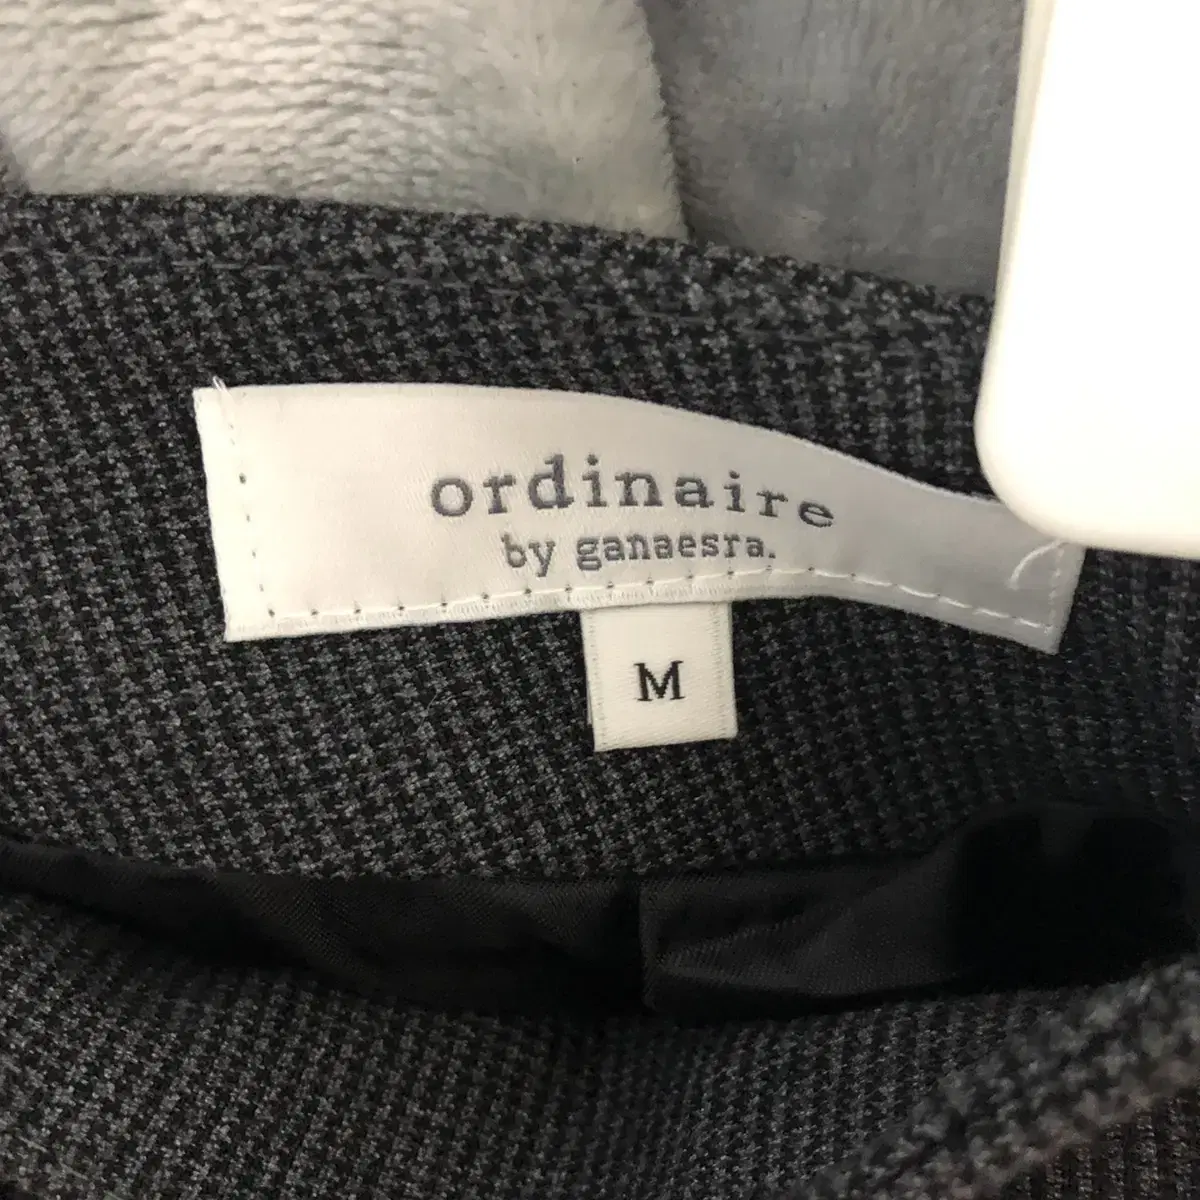 ordinaire
by ganaesra.
M